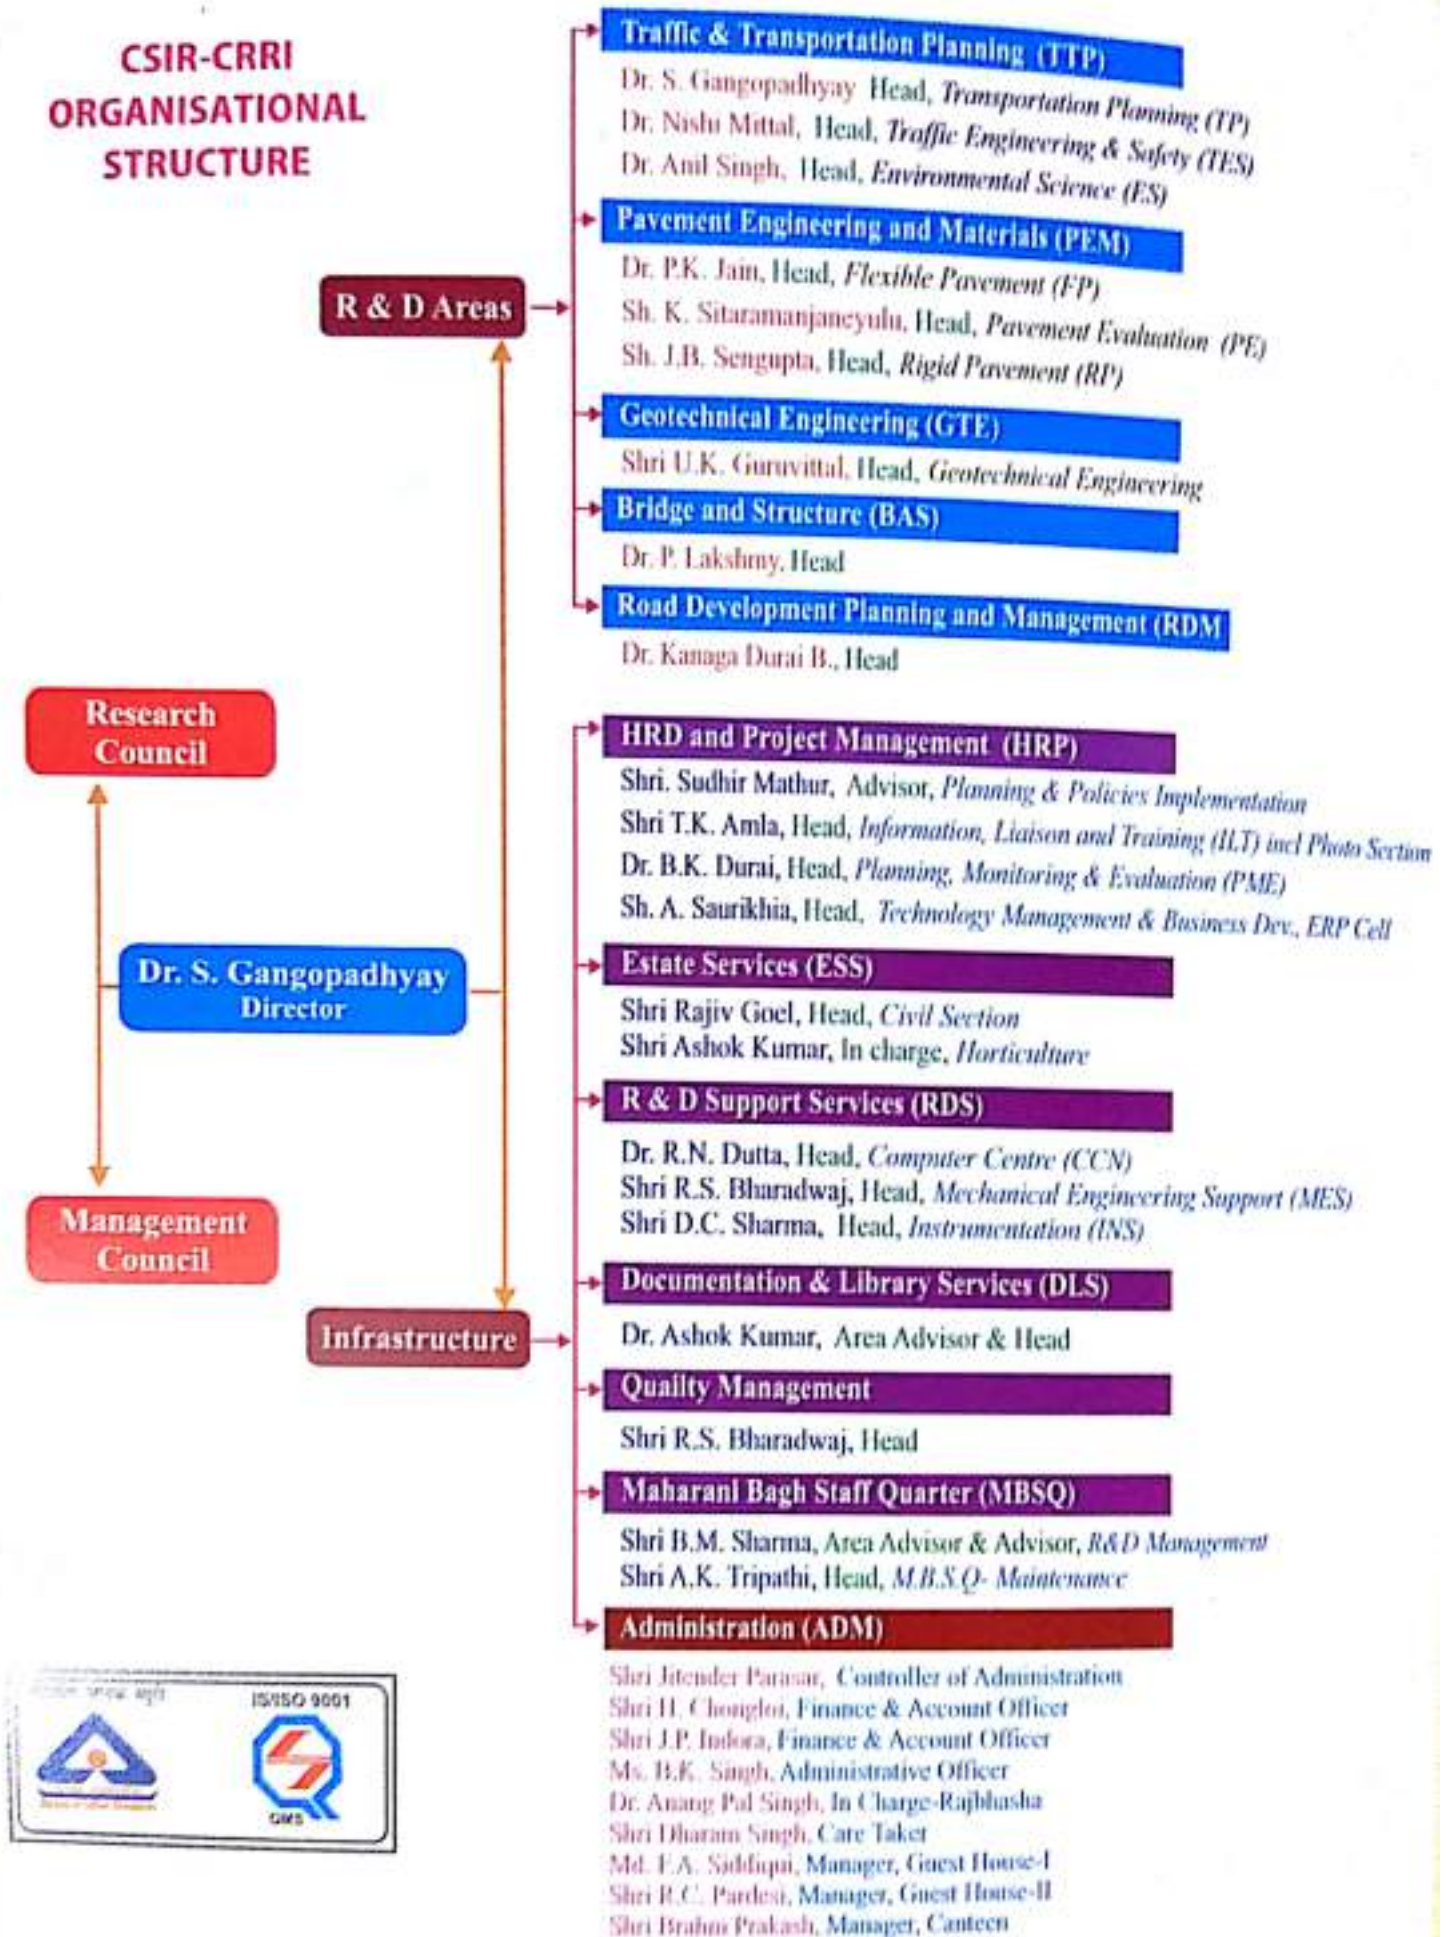 CSIR-CRRI
ORGANISATIONAL
STRUCTURE
Traffic & Transportation Planning (TTP)
Dr. S. Gangopadhyay Head, Transportation Planning (TP)
Dr. Nishi Mittal, Head, Traffic Engineering & Safety (TES)
Dr. Anil Singh, Head, Environmental Science (ES)
Pavement Engineering and Materials (PEM)
Dr. P.K. Jain, Head, Flexible Pavement (FP)
Sh. K. Sitaramanjaneyulu, Head, Pavement Evaluation (PE)
Sh. J.B. Sengupta, Head, Rigid Pavement (RP)
R & D Areas
Geotechnical Engineering (GTE)
Shri U.K. Guruvittal, Head, Geotechnical Engineering
Bridge and Structure (BAS)
Dr. P. Lakshmy, Head
Road Development Planning and Management (RDM
Dr. Kanaga Durai B., Head
Research
Council
Dr. S. Gangopadhyay
Director
Management
Council
Infrastructure
HRD and Project Management (HRP)
Shri. Sudhir Mathur, Advisor, Planning & Policies Implementation
Shri T.K. Amla, Head, Information, Liaison and Training (ILT) incl Photo Section
Dr. B.K. Durai, Head, Planning, Monitoring & Evaluation (PME)
Sh. A. Saurikhia, Head, Technology Management & Business Dev., ERP Cell
Estate Services (ESS)
Shri Rajiv Goel, Head, Civil Section
Shri Ashok Kumar, In charge, Horticulture
R & D Support Services (RDS)
Dr. R.N. Dutta, Head, Computer Centre (CCN)
Shri R.S. Bharadwaj, Head, Mechanical Engineering Support (MES)
Shri D.C. Sharma, Head, Instrumentation (INS)
Documentation & Library Services (DLS)
Dr. Ashok Kumar, Area Advisor & Head
Quailty Management
Shri R.S. Bharadwaj, Head
Maharani Bagh Staff Quarter (MBSQ)
Shri B.M. Sharma, Area Advisor & Advisor, R&D Management
Shri A.K. Tripathi, Head, M.B.S.Q- Maintenance
Administration (ADM)
Shri Jitender Parasar, Controller of Administration
Shri H. Chongloi, Finance & Account Officer
Shri J.P. Indora, Finance & Account Officer
Ms. B.K. Singh, Administrative Officer
Dr. Anang Pal Singh, In Charge-Rajbhasha
Shri Dharam Singh, Care Taker
Md. F.A. Siddiqui, Manager, Guest House-I
Shri R.C. Pardesi, Manager, Guest House-II
Shri Brahm Prakash, Manager, Canteen
IS/ISO 9001
QMS